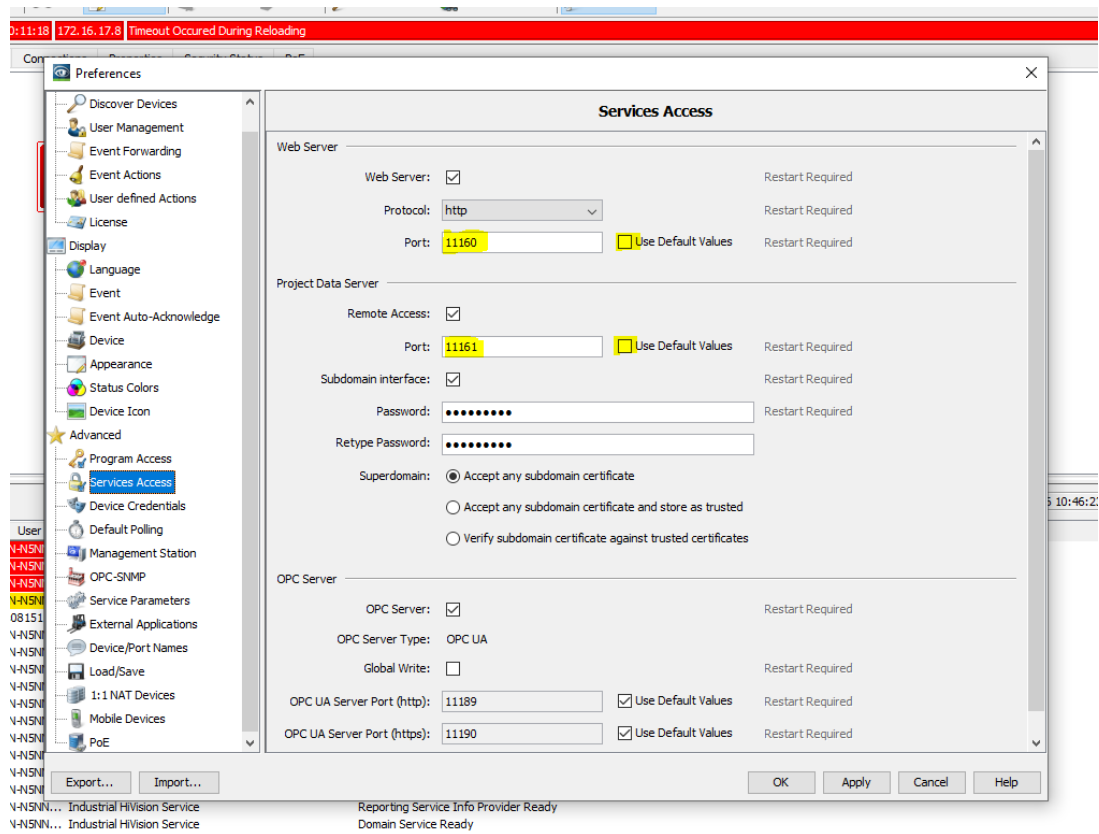 0:11:18 172.16.17.8 Timeout Occured During Reloading
Preferences
Discover Devices
User Management
Event Forwarding
Event Actions
User defined Actions
License
Display
Language
Event
Event Auto-Acknowledge
Device
Appearance
Status Colors
Device Icon
Advanced
Program Access
Services Access
Device Credentials
Default Polling
Management Station
OPC-SNMP
Service Parameters
External Applications
Device/Port Names
Load/Save
1:1 NAT Devices
Mobile Devices
PoE
Services Access
Web Server
Web Server: Restart Required
Protocol: http Restart Required
Port: 11160 Use Default Values Restart Required
Project Data Server
Remote Access:
Port: 11161 Use Default Values Restart Required
Subdomain interface: Restart Required
Password: ●●●●●●●●● Restart Required
Retype Password: ●●●●●●●●●
Superdomain: Accept any subdomain certificate
Accept any subdomain certificate and store as trusted
Verify subdomain certificate against trusted certificates
OPC Server
OPC Server: Restart Required
OPC Server Type: OPC UA
Global Write: Restart Required
OPC UA Server Port (http): 11189 Use Default Values Restart Required
OPC UA Server Port (https): 11190 Use Default Values Restart Required
Export... Import... OK Apply Cancel Help
10:46:23
User
08151
Industrial HiVision Service Reporting Service Info Provider Ready
Industrial HiVision Service Domain Service Ready